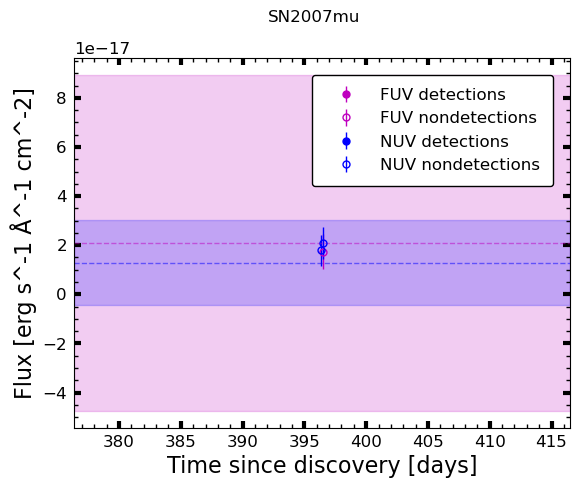 SN2007mu
1e−17
8
6
4
2
0
−2
−4
Flux [erg s^-1 Å^-1 cm^-2]
FUV detections
FUV nondetections
NUV detections
NUV nondetections
380 385 390 395 400 405 410 415
Time since discovery [days]